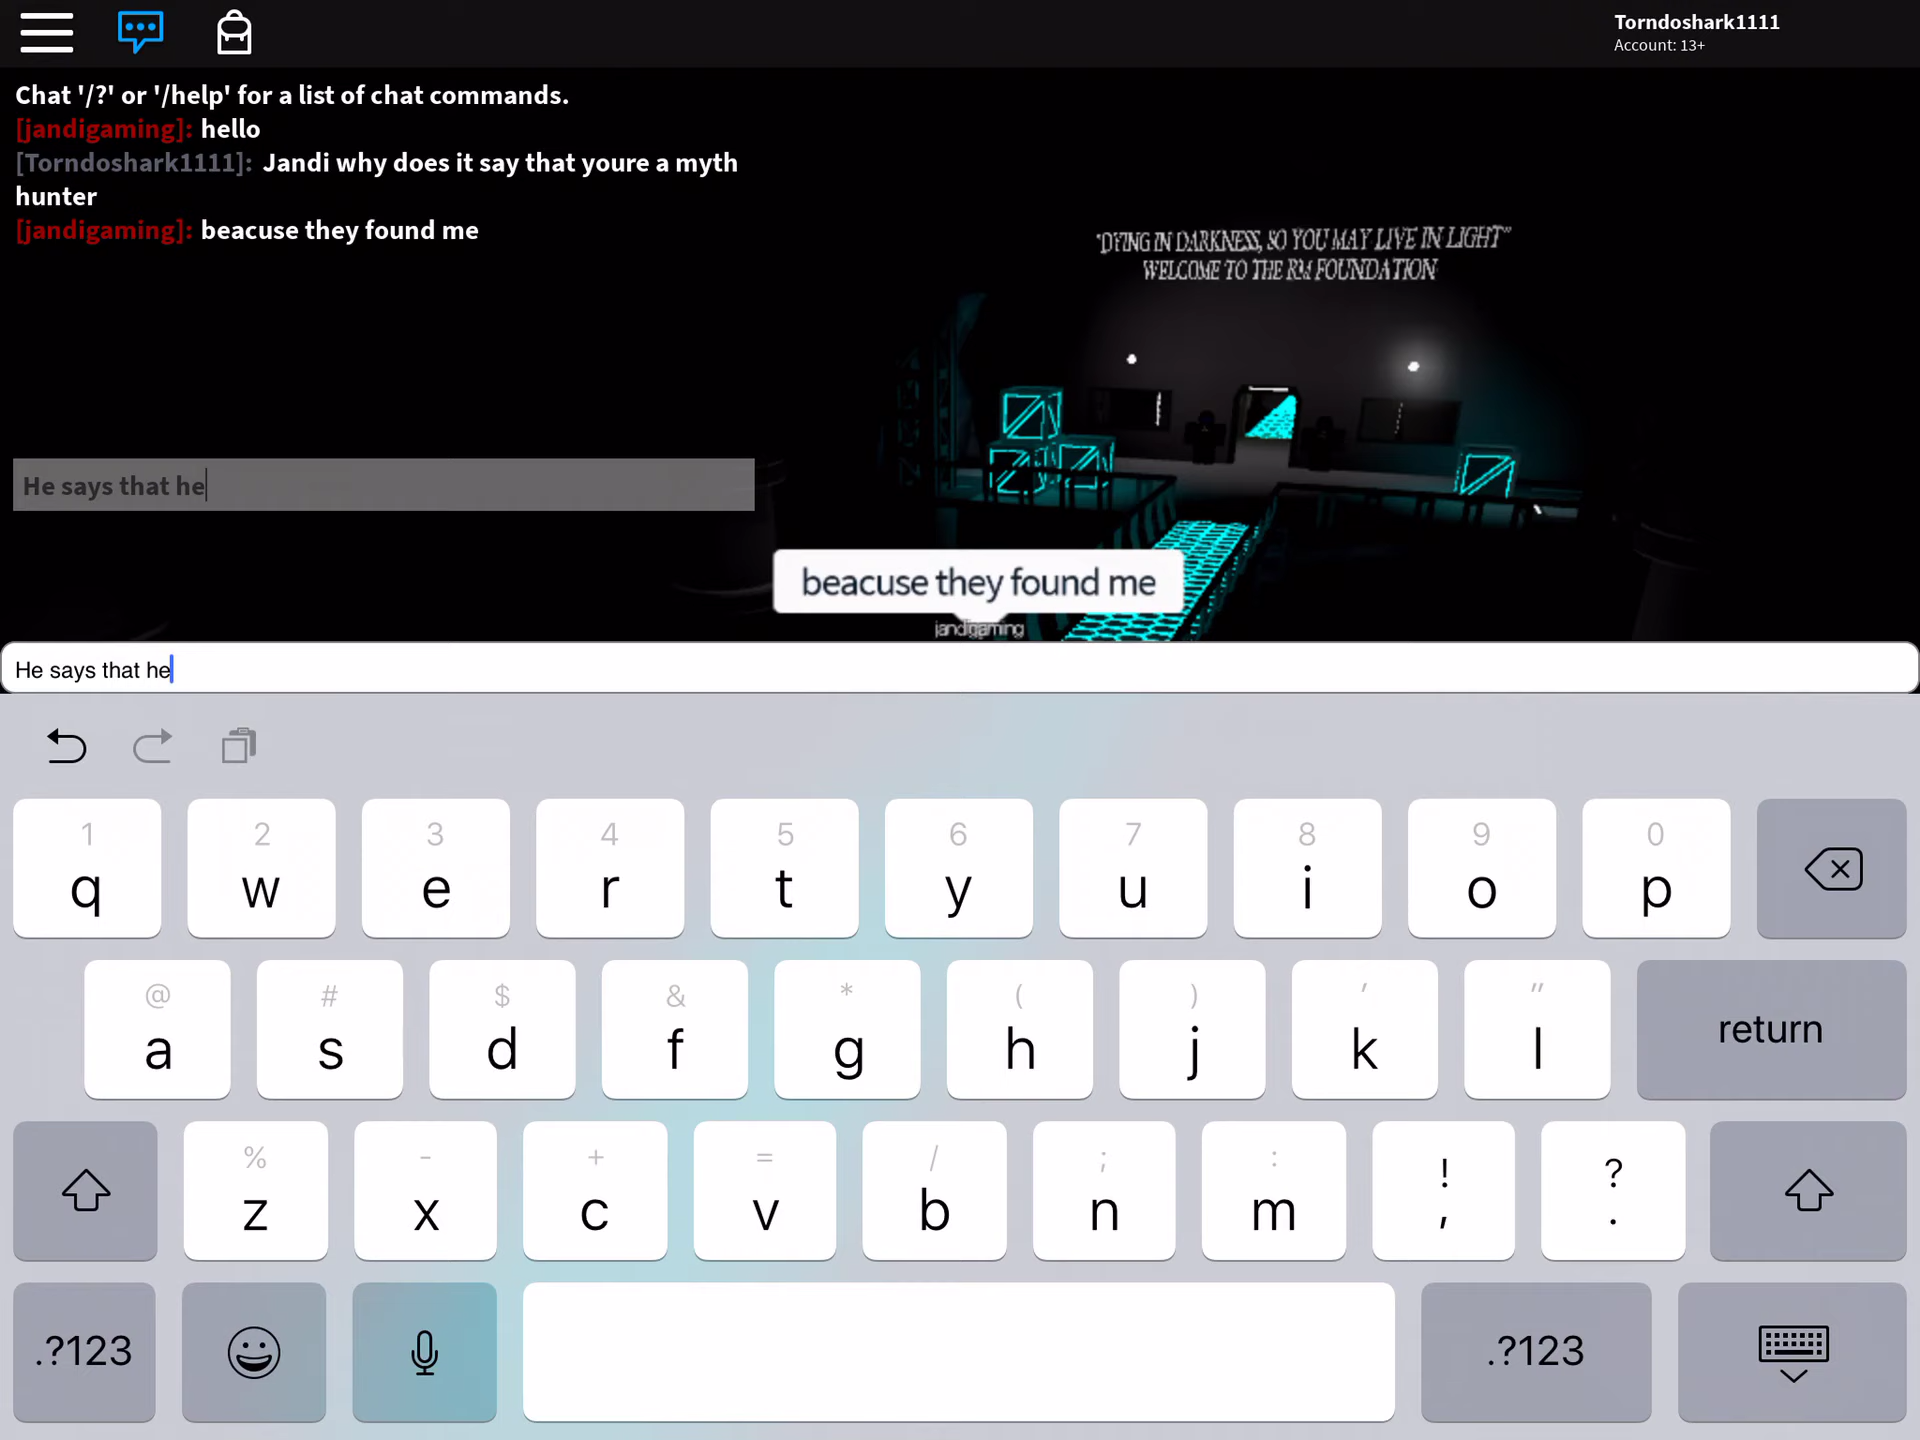 Torndoshark1111
Account: 13+
Chat '/?' or '/help' for a list of chat commands.
[jandigaming]: hello
[Torndoshark1111]: Jandi why does it say that youre a myth
hunter
[jandigaming]: beacuse they found me
"DYING IN DARKNESS, SO YOU MAY LIVE IN LIGHT"
WELCOME TO THE RM FOUNDATION
He says that he
beacuse they found me
jandigaming
He says that he
1 2 3 4 5 6 7 8 9 0
q w e r t y u i o p
@ # $ & * ( ) ' "
a s d f g h j k l return
% - + = / ; : ! ?
z x c v b n m , .
.?123 .?123